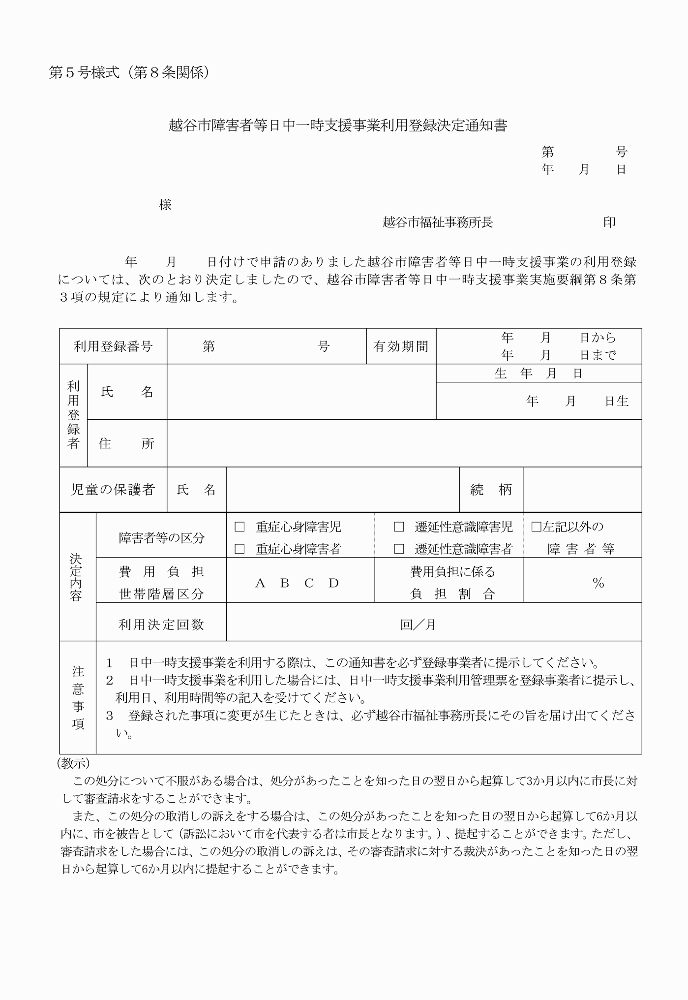 第５号様式（第８条関係）
越谷市障害者等日中一時支援事業利用登録決定通知書
第　　　　　号
年　　月　　日
様
越谷市福祉事務所長　　　　　　　　　印
年　　月　　日付けで申請のありました越谷市障害者等日中一時支援事業の利用登録
については、次のとおり決定しましたので、越谷市障害者等日中一時支援事業実施要綱第８条第
３項の規定により通知します。
利用登録番号　第　　　　　　　　号　有効期間
年　　月　　日から
年　　月　　日まで
利用登録者
氏　　名
生　年　月　日
年　　月　　日生
住　　所
児童の保護者　氏　名　続　柄
決定内容
障害者等の区分
□　重症心身障害児　□　遷延性意識障害児　□左記以外の
□　重症心身障害者　□　遷延性意識障害者　障 害 者 等
費　用　負　担
世帯階層区分
Ａ　Ｂ　Ｃ　Ｄ
費用負担に係る
負　担　割　合
％
利用決定回数　回／月
注意事項
１　日中一時支援事業を利用する際は、この通知書を必ず登録事業者に提示してください。
２　日中一時支援事業を利用した場合には、日中一時支援事業利用管理票を登録事業者に提示し、
利用日、利用時間等の記入を受けてください。
３　登録された事項に変更が生じたときは、必ず越谷市福祉事務所長にその旨を届け出てくださ
い。
（教示）
この処分について不服がある場合は、処分があったことを知った日の翌日から起算して3か月以内に市長に対
して審査請求をすることができます。
また、この処分の取消しの訴えをする場合は、この処分があったことを知った日の翌日から起算して6か月以
内に、市を被告として（訴訟において市を代表する者は市長となります。）、提起することができます。ただし、
審査請求をした場合には、この処分の取消しの訴えは、その審査請求に対する裁決があったことを知った日の翌
日から起算して6か月以内に提起することができます。